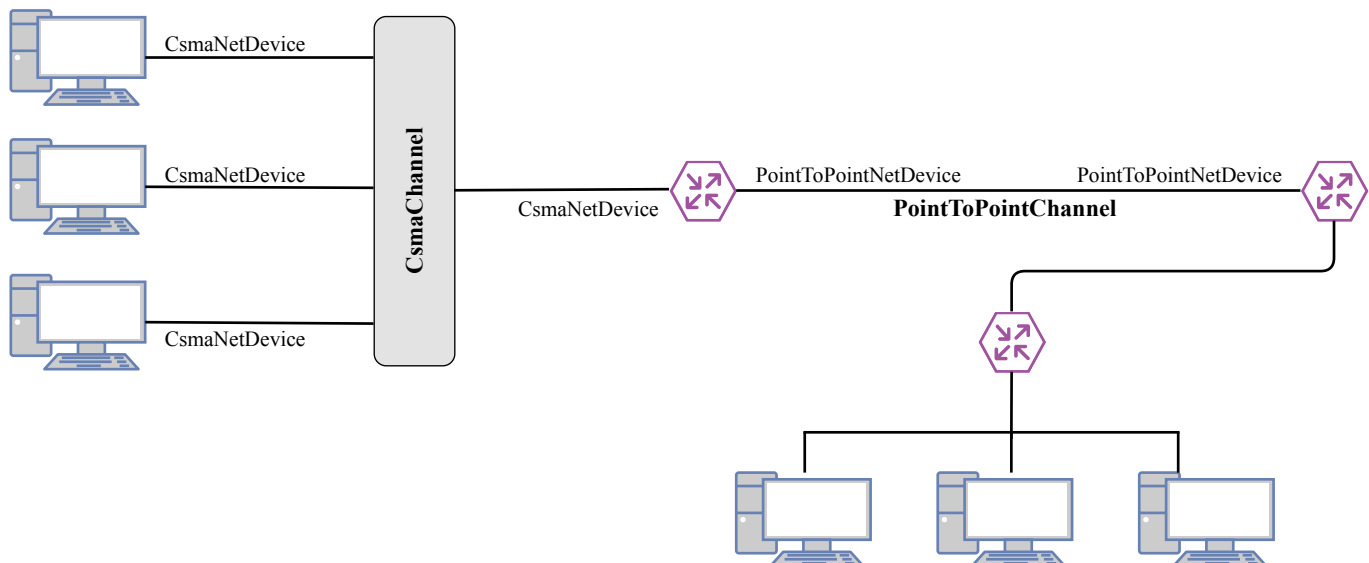 CsmaNetDevice
CsmaNetDevice
CsmaNetDevice
CsmaChannel
CsmaNetDevice
PointToPointNetDevice
PointToPointNetDevice
PointToPointChannel